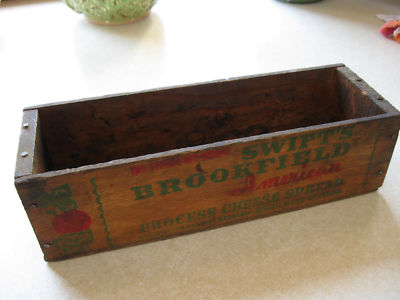 SWIFT'S
BROOKFIELD
American
PROCESS CHEESE SPREAD